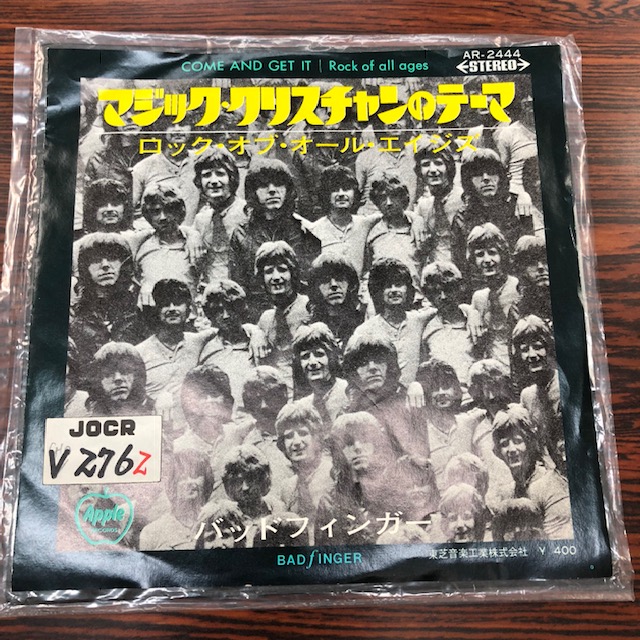 COME AND GET IT | Rock of all ages
AR-2444
STEREO
マジック・クリスチャンのテーマ
ロック・オブ・オール・エイジズ
JOCR
V 276 2
Apple
バッドフィンガー
BADfINGER
東芝音楽工業株式会社 ¥ 400